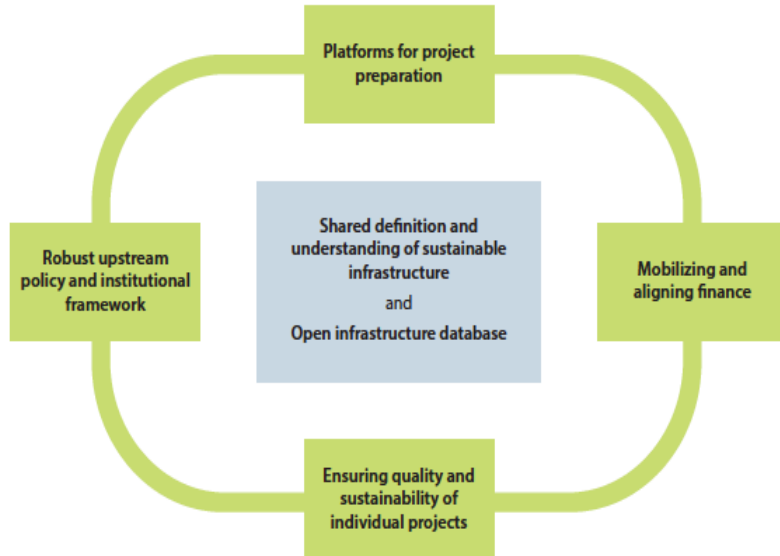 Platforms for project
preparation
Robust upstream
policy and institutional
framework
Shared definition and
understanding of sustainable
infrastructure
and
Open infrastructure database
Mobilizing and
aligning finance
Ensuring quality and
sustainability of
individual projects